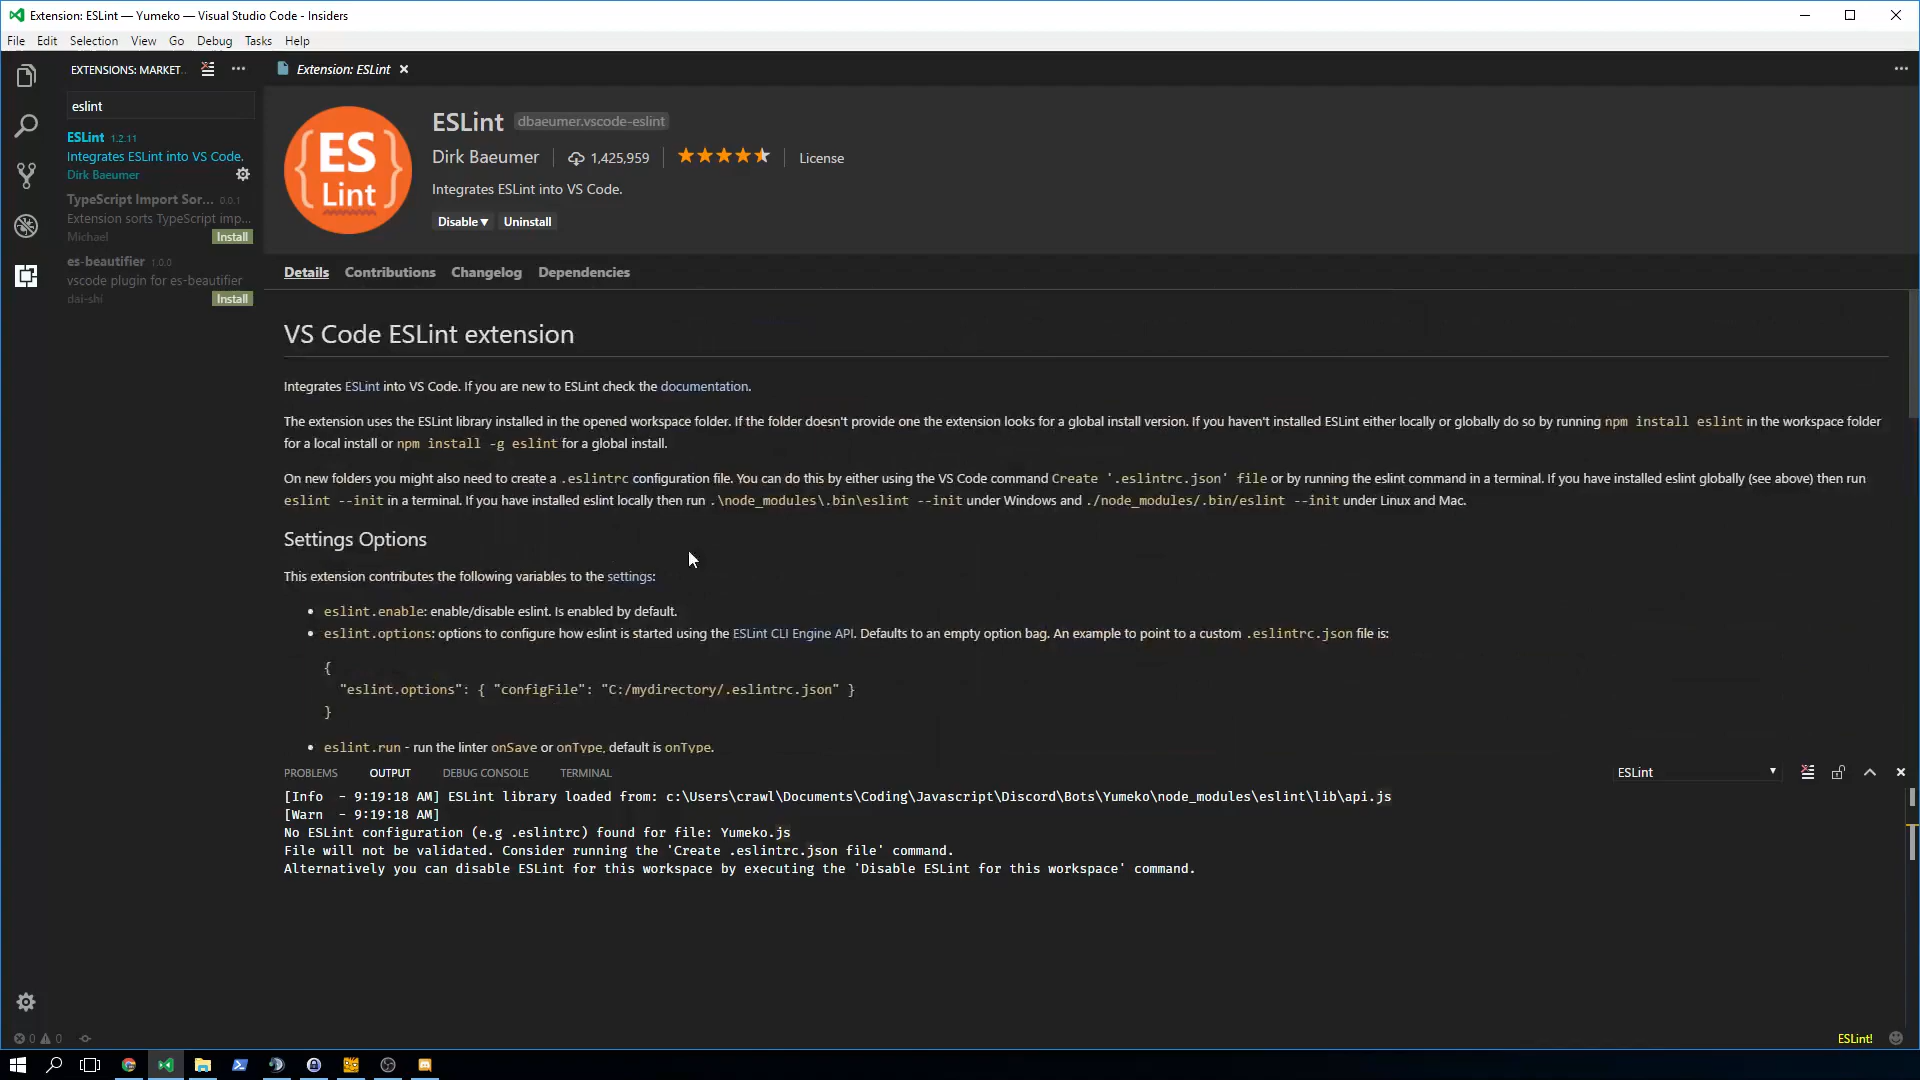 Extension: ESLint — Yumeko — Visual Studio Code - Insiders
File Edit Selection View Go Debug Tasks Help
EXTENSIONS: MARKET...
Extension: ESLint
eslint
ESLint 1.2.11
Integrates ESLint into VS Code.
Dirk Baeumer
TypeScript Import Sor... 0.0.1
Extension sorts TypeScript imp...
Michael Install
es-beautifier 1.0.0
vscode plugin for es-beautifier
dai-shi Install
{ES}
Lint
ESLint dbaeumer.vscode-eslint
Dirk Baeumer 1,425,959 License
Integrates ESLint into VS Code.
Disable▼ Uninstall
Details Contributions Changelog Dependencies
VS Code ESLint extension
Integrates ESLint into VS Code. If you are new to ESLint check the documentation.
The extension uses the ESLint library installed in the opened workspace folder. If the folder doesn't provide one the extension looks for a global install version. If you haven't installed ESLint either locally or globally do so by running npm install eslint in the workspace folder
for a local install or npm install -g eslint for a global install.
On new folders you might also need to create a .eslintrc configuration file. You can do this by either using the VS Code command Create '.eslintrc.json' file or by running the eslint command in a terminal. If you have installed eslint globally (see above) then run
eslint --init in a terminal. If you have installed eslint locally then run .\node_modules\.bin\eslint --init under Windows and ./node_modules/.bin/eslint --init under Linux and Mac.
Settings Options
This extension contributes the following variables to the settings:
• eslint.enable: enable/disable eslint. Is enabled by default.
• eslint.options: options to configure how eslint is started using the ESLint CLI Engine API. Defaults to an empty option bag. An example to point to a custom .eslintrc.json file is:
{
"eslint.options": { "configFile": "C:/mydirectory/.eslintrc.json" }
}
• eslint.run - run the linter onSave or onType, default is onType.
PROBLEMS OUTPUT DEBUG CONSOLE TERMINAL ESLint
[Info  - 9:19:18 AM] ESLint library loaded from: c:\Users\crawl\Documents\Coding\Javascript\Discord\Bots\Yumeko\node_modules\eslint\lib\api.js
[Warn  - 9:19:18 AM]
No ESLint configuration (e.g .eslintrc) found for file: Yumeko.js
File will not be validated. Consider running the 'Create .eslintrc.json file' command.
Alternatively you can disable ESLint for this workspace by executing the 'Disable ESLint for this workspace' command.
0 0 ESLint!